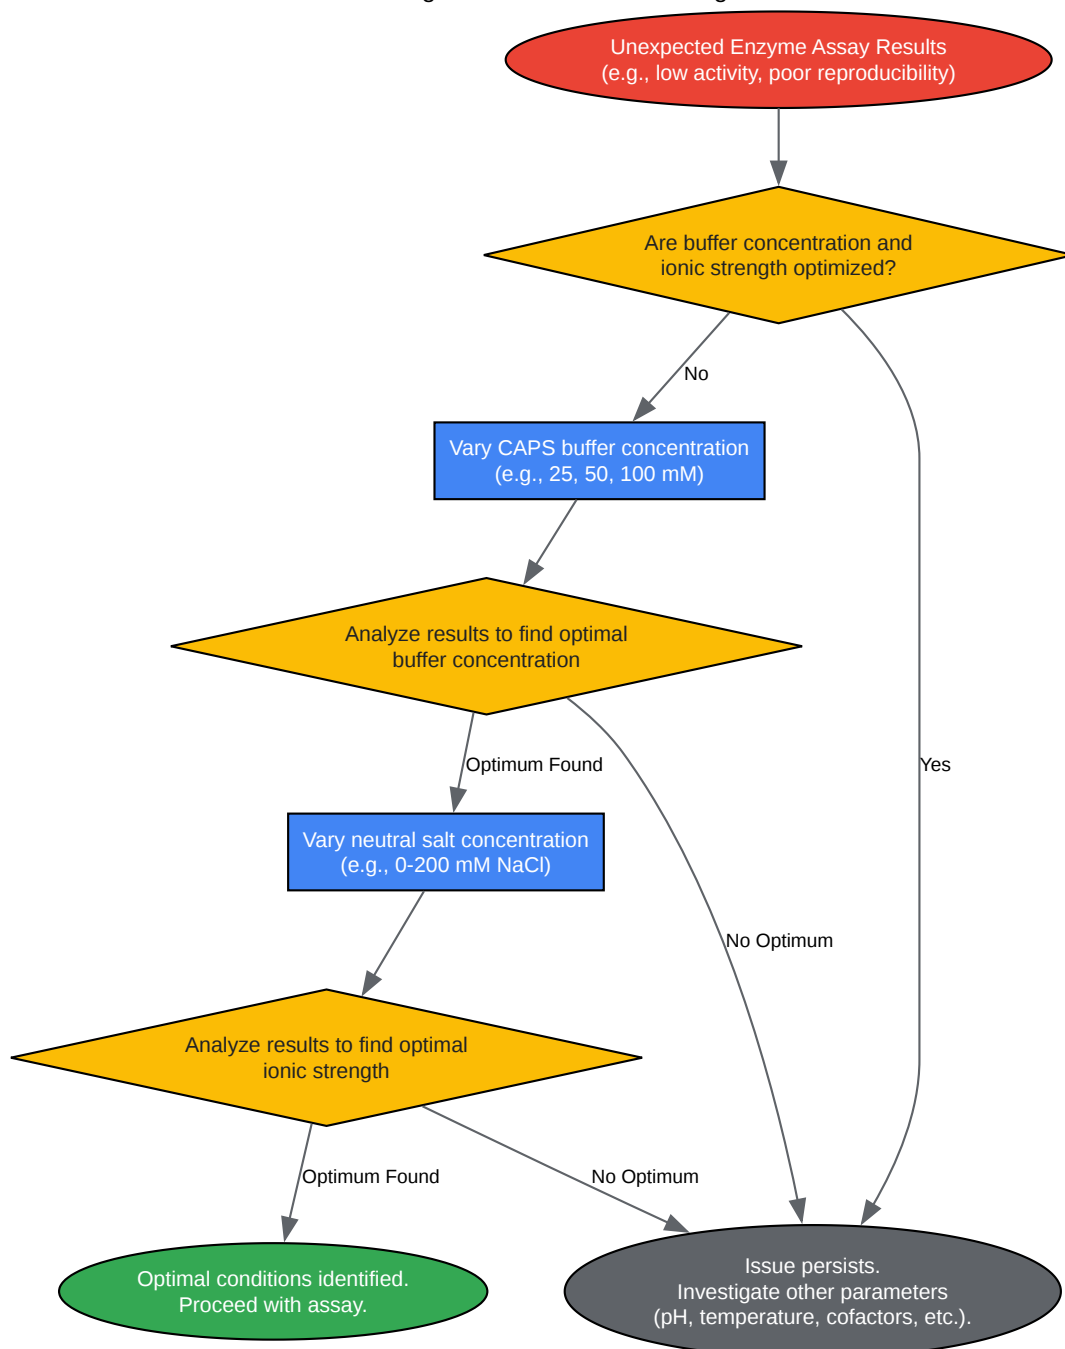 Unexpected Enzyme Assay Results
(e.g., low activity, poor reproducibility)
Are buffer concentration and
ionic strength optimized?
No
Vary CAPS buffer concentration
(e.g., 25, 50, 100 mM)
Analyze results to find optimal
buffer concentration
Optimum Found
Yes
Vary neutral salt concentration
(e.g., 0-200 mM NaCl)
No Optimum
Analyze results to find optimal
ionic strength
Optimum Found
No Optimum
Optimal conditions identified.
Proceed with assay.
Issue persists.
Investigate other parameters
(pH, temperature, cofactors, etc.).